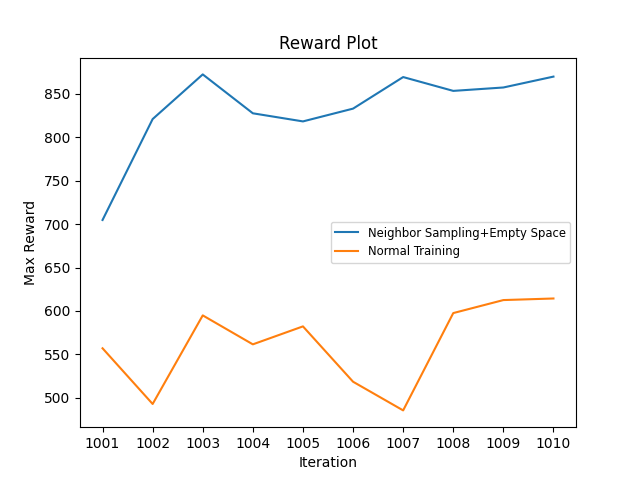 Reward Plot
Max Reward
850
800
750
700
650
600
550
500
Neighbor Sampling+Empty Space
Normal Training
1001 1002 1003 1004 1005 1006 1007 1008 1009 1010
Iteration